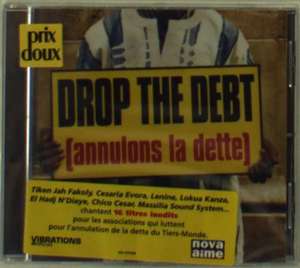 prix
doux
DROP THE DEBT
[annulons la dette]
Tiken Jah Fakoly, Cesaria Evora, Lenine, Lokua Kanza,
El Hadj N'Diaye, Chico Cesar, Massilia Sound System...
chantent 16 titres inédits
pour les associations qui luttent
pour l'annulation de la dette du Tiers-Monde.
VIBRATIONS
nova
aime